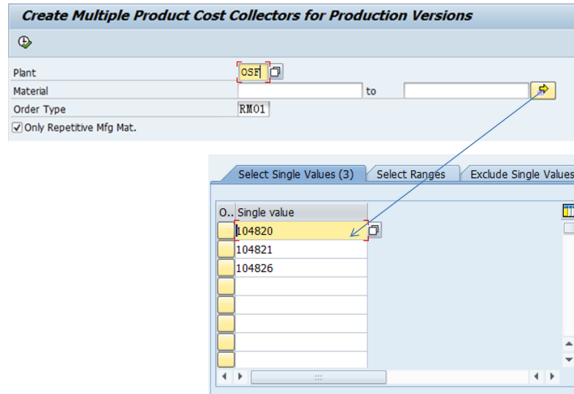 Create Multiple Product Cost Collectors for Production Versions
Plant OSF
Material to
Order Type RM01
Only Repetitive Mfg Mat.
Select Single Values (3) Select Ranges Exclude Single Values
O.. Single value
104820
104821
104826